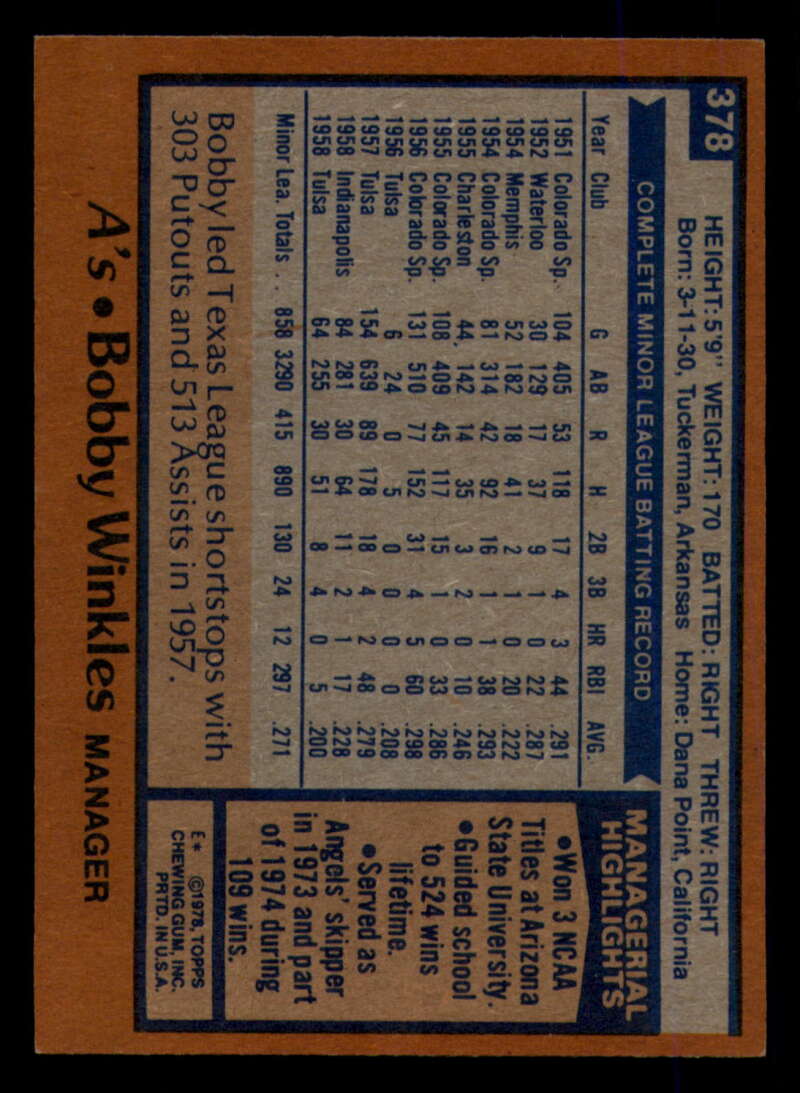 378
HEIGHT: 5'9" WEIGHT: 170 BATTED: RIGHT THREW: RIGHT
Born: 3-11-30, Tuckerman, Arkansas Home: Dana Point, California
COMPLETE MINOR LEAGUE BATTING RECORD
Year Club G AB R H 2B 3B HR RBI AVG.
1951 Colorado Sp. 104 405 53 118 17 4 3 44 .291
1952 Waterloo 30 129 17 37 9 1 0 22 .287
1954 Memphis 52 182 18 41 2 1 0 20 .222
1954 Colorado Sp. 81 314 42 92 16 1 1 38 .293
1955 Charleston 44, 142 14 35 3 2 0 10 .246
1955 Colorado Sp. 108 409 45 117 15 1 0 33 .286
1956 Colorado Sp. 131 510 77 152 31 4 5 60 .298
1956 Tulsa 6 24 0 5 0 0 0 0 .208
1957 Tulsa 154 639 89 178 18 4 2 48 .279
1958 Indianapolis 84 281 30 64 11 2 1 17 .228
1958 Tulsa 64 255 30 51 8 4 0 5 .200
Minor Lea. Totals . . 858 3290 415 890 130 24 12 297 .271
Bobby led Texas League shortstops with
303 Putouts and 513 Assists in 1957.
MANAGERIAL
HIGHLIGHTS
•Won 3 NCAA
Titles at Arizona
State University.
•Guided school
to 524 wins
lifetime.
•Served as
Angels' skipper
in 1973 and part
of 1974 during
109 wins.
E* ©1978, TOPPS
CHEWING GUM, INC.
PRTD. IN U.S.A.
A's • Bobby Winkles MANAGER